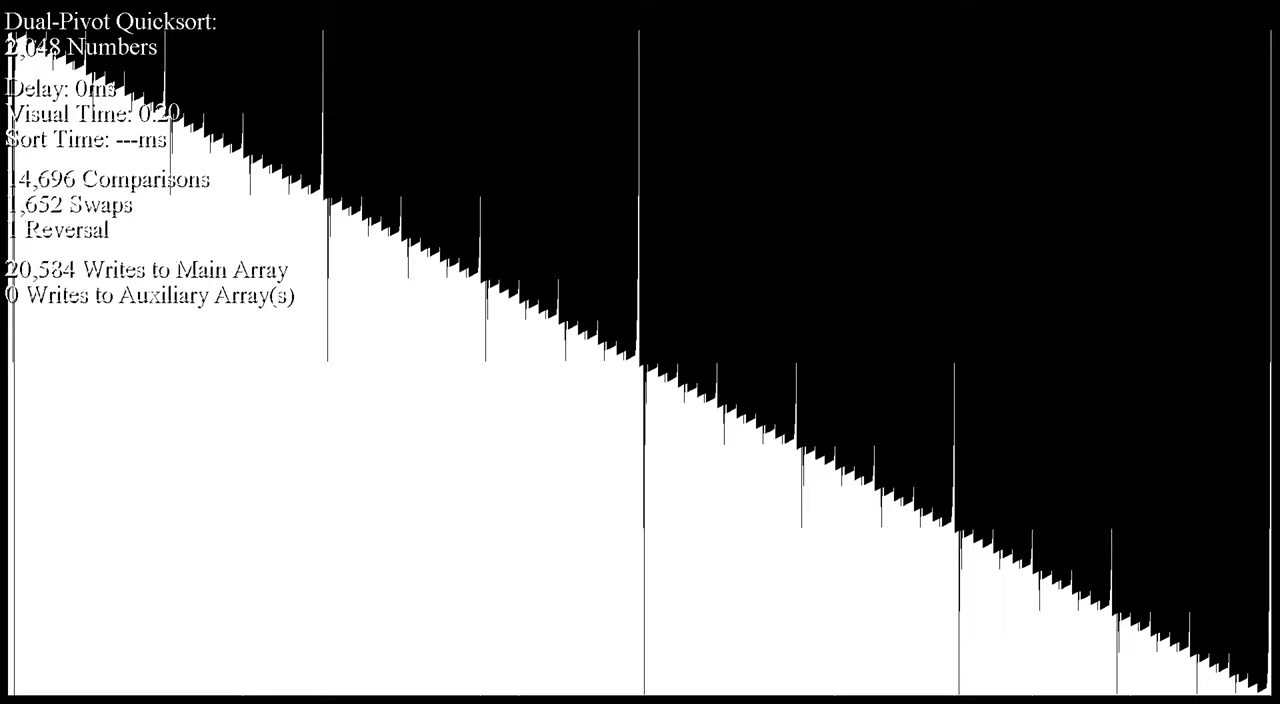 Dual-Pivot Quicksort:
2,048 Numbers
Delay: 0ms
Visual Time: 0:20
Sort Time: ---ms
14,696 Comparisons
1,652 Swaps
1 Reversal
20,584 Writes to Main Array
0 Writes to Auxiliary Array(s)